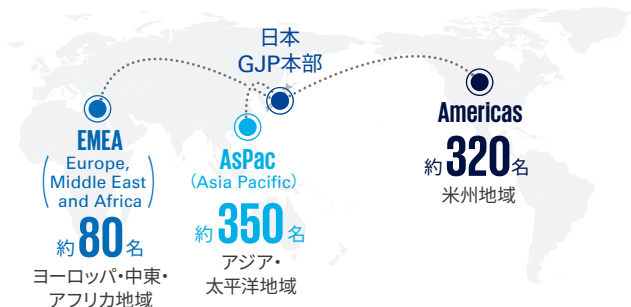 日本
GJP本部
EMEA
(Europe,
Middle East
and Africa)
約80名
ヨーロッパ・中東・
アフリカ地域
AsPac
(Asia Pacific)
約350名
アジア・
太平洋地域
Americas
約320名
米州地域